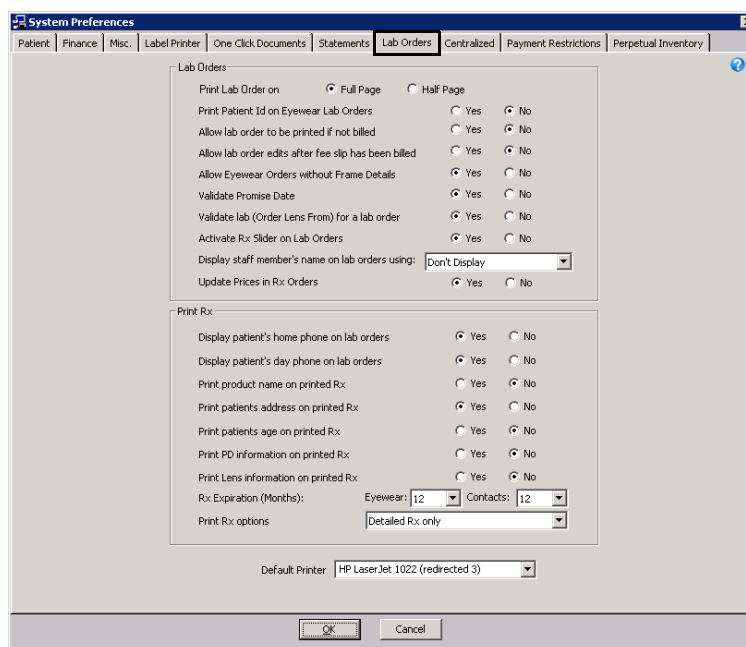 System Preferences
Patient Finance Misc. Label Printer One Click Documents Statements Lab Orders Centralized Payment Restrictions Perpetual Inventory
Lab Orders
Print Lab Order on Full Page Half Page
Print Patient Id on Eyewear Lab Orders Yes No
Allow lab order to be printed if not billed Yes No
Allow lab order edits after fee slip has been billed Yes No
Allow Eyewear Orders without Frame Details Yes No
Validate Promise Date Yes No
Validate lab (Order Lens From) for a lab order Yes No
Activate Rx Slider on Lab Orders Yes No
Display staff member's name on lab orders using: Don't Display
Update Prices in Rx Orders Yes No
Print Rx
Display patient's home phone on lab orders Yes No
Display patient's day phone on lab orders Yes No
Print product name on printed Rx Yes No
Print patients address on printed Rx Yes No
Print patients age on printed Rx Yes No
Print PD information on printed Rx Yes No
Print Lens information on printed Rx Yes No
Rx Expiration (Months): Eyewear: 12 Contacts: 12
Print Rx options Detailed Rx only
Default Printer HP LaserJet 1022 (redirected 3)
OK Cancel